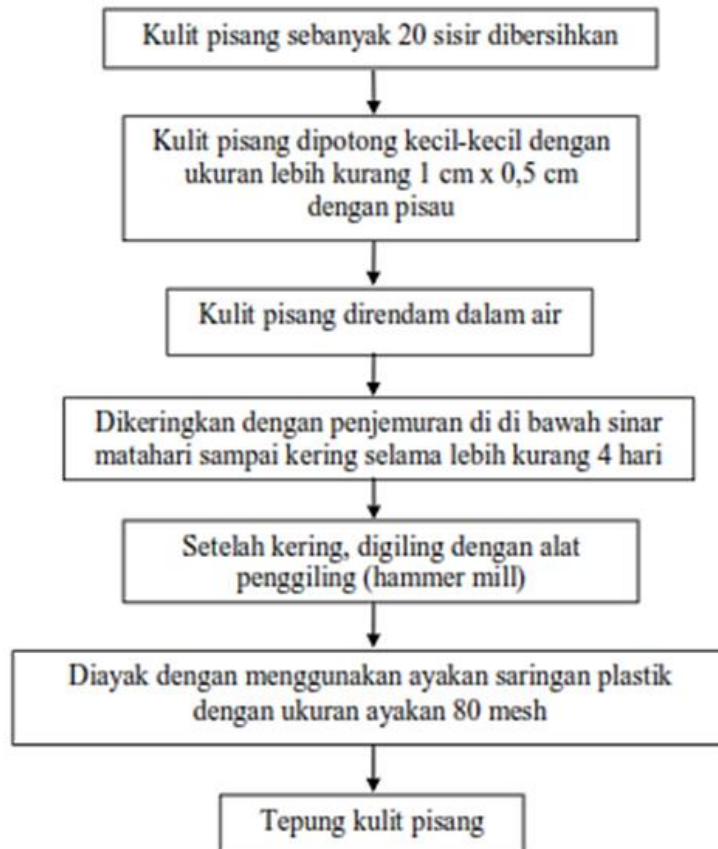 Kulit pisang sebanyak 20 sisir dibersihkan
Kulit pisang dipotong kecil-kecil dengan
ukuran lebih kurang 1 cm x 0,5 cm
dengan pisau
Kulit pisang direndam dalam air
Dikeringkan dengan penjemuran di di bawah sinar
matahari sampai kering selama lebih kurang 4 hari
Setelah kering, digiling dengan alat
penggiling (hammer mill)
Diayak dengan menggunakan ayakan saringan plastik
dengan ukuran ayakan 80 mesh
Tepung kulit pisang